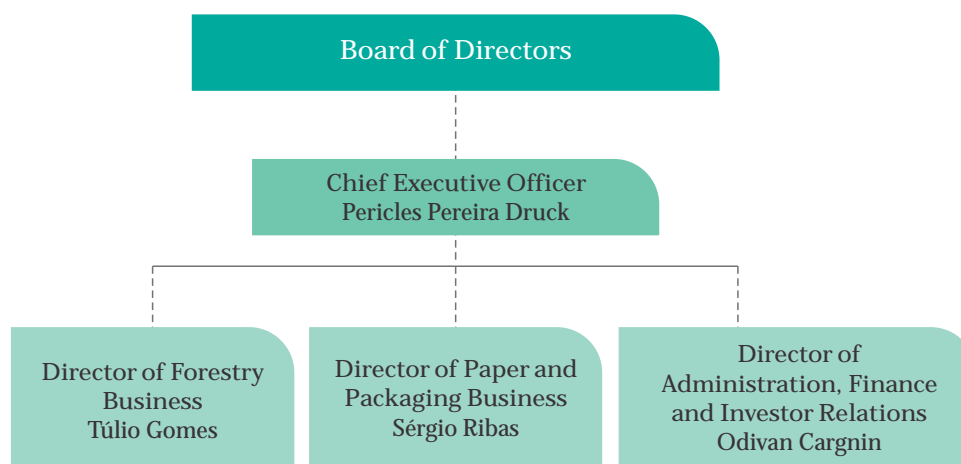 Board of Directors
Chief Executive Officer
Pericles Pereira Druck
Director of Forestry
Business
Túlio Gomes
Director of Paper and
Packaging Business
Sérgio Ribas
Director of
Administration, Finance
and Investor Relations
Odivan Cargnin